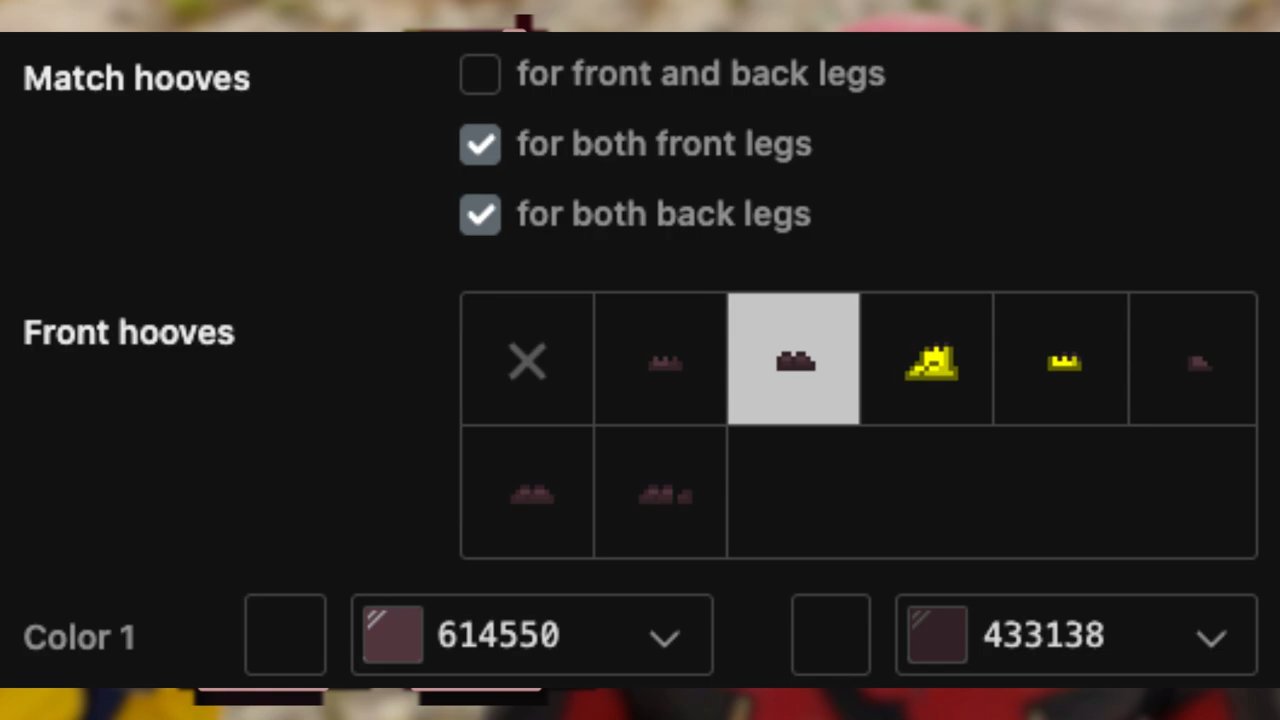 Match hooves
for front and back legs
for both front legs
for both back legs
Front hooves
Color 1 614550 433138